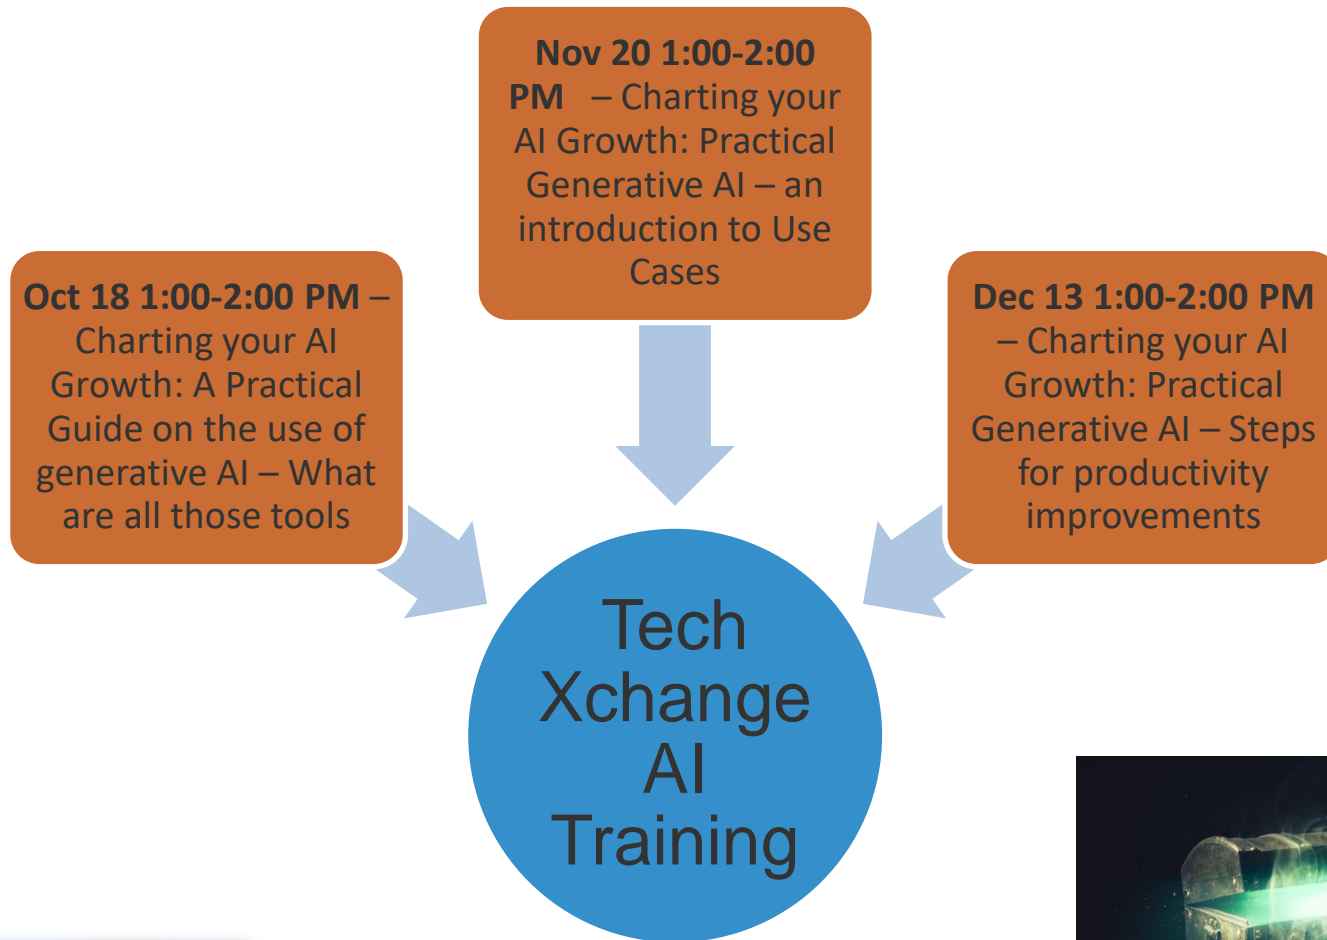 Nov 20 1:00-2:00
PM – Charting your
AI Growth: Practical
Generative AI – an
introduction to Use
Cases
Oct 18 1:00-2:00 PM –
Charting your AI
Growth: A Practical
Guide on the use of
generative AI – What
are all those tools
Dec 13 1:00-2:00 PM
– Charting your AI
Growth: Practical
Generative AI – Steps
for productivity
improvements
Tech
Xchange
AI
Training